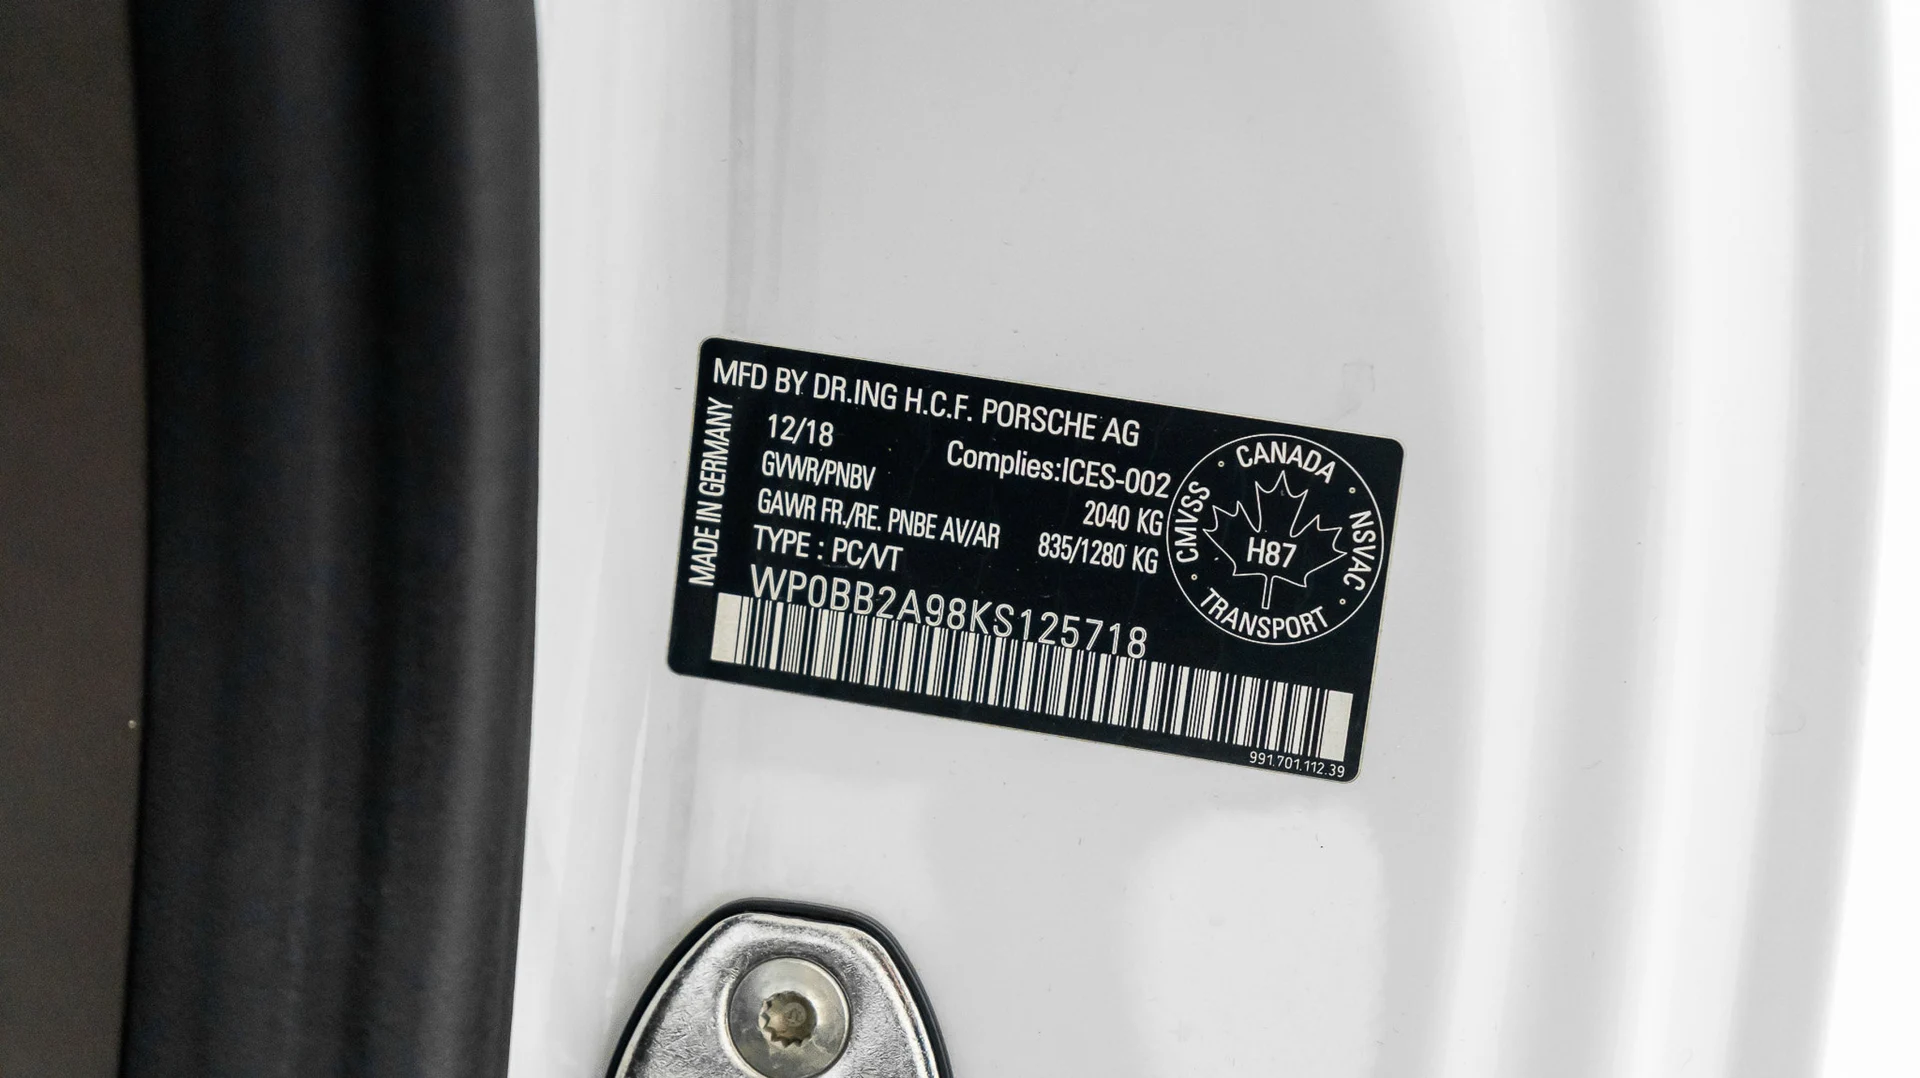 MFD BY DR.ING H.C.F. PORSCHE AG
MADE IN GERMANY
12/18
Complies:ICES-002
GVWR/PNBV 2040 KG
GAWR FR./RE. PNBE AV/AR 835/1280 KG
TYPE : PC/VT
WP0BB2A98KS125718
CANADA
CMVSS
NSVAC
H87
TRANSPORT
991.701.112.39